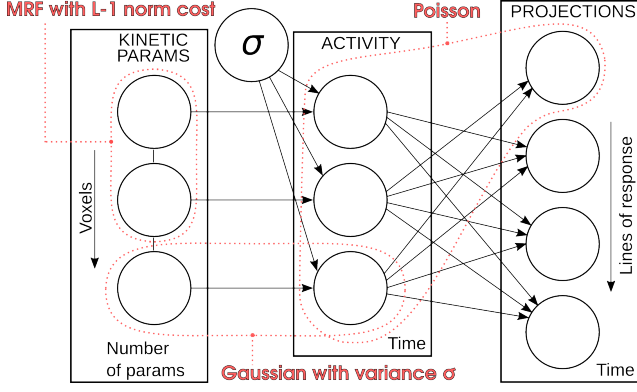 MRF with L-1 norm cost
Poisson
PROJECTIONS
KINETIC
PARAMS
σ
ACTIVITY
Voxels
Lines of response
Number
of params
Time
Time
Gaussian with variance σ